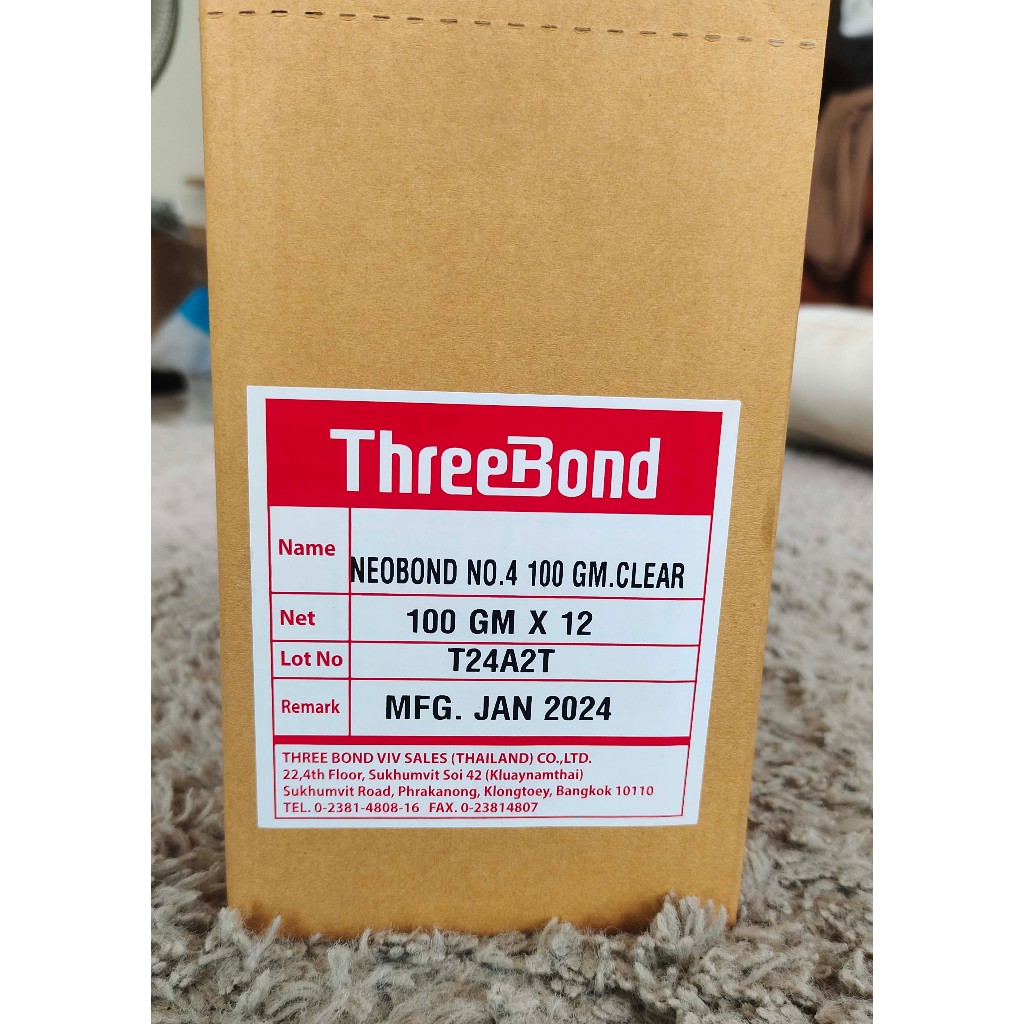 ThreeBond
Name NEOBOND NO.4 100 GM.CLEAR
Net 100 GM X 12
Lot No T24A2T
Remark MFG. JAN 2024
THREE BOND VIV SALES (THAILAND) CO.,LTD.
22,4th Floor, Sukhumvit Soi 42 (Kluaynamthai)
Sukhumvit Road, Phrakanong, Klongtoey, Bangkok 10110
TEL. 0-2381-4808-16 FAX. 0-23814807